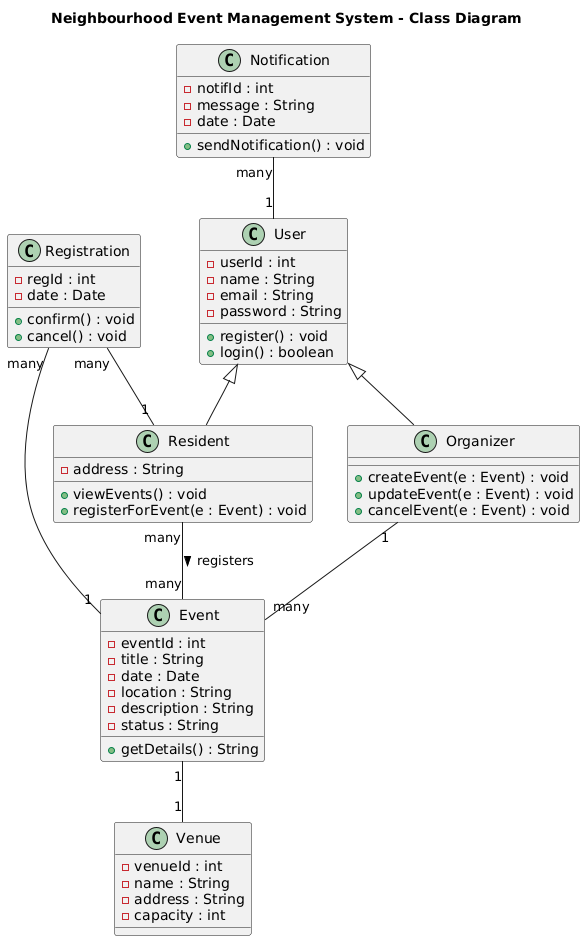 Neighbourhood Event Management System - Class Diagram
C Notification
notifId : int
message : String
date : Date
sendNotification() : void
many
1
C Registration
regId : int
date : Date
confirm() : void
cancel() : void
C User
userId : int
name : String
email : String
password : String
register() : void
login() : boolean
many
many
1
C Resident
address : String
viewEvents() : void
registerForEvent(e : Event) : void
C Organizer
createEvent(e : Event) : void
updateEvent(e : Event) : void
cancelEvent(e : Event) : void
many
1
registers
many
1
many
C Event
eventId : int
title : String
date : Date
location : String
description : String
status : String
getDetails() : String
1
1
C Venue
venueId : int
name : String
address : String
capacity : int